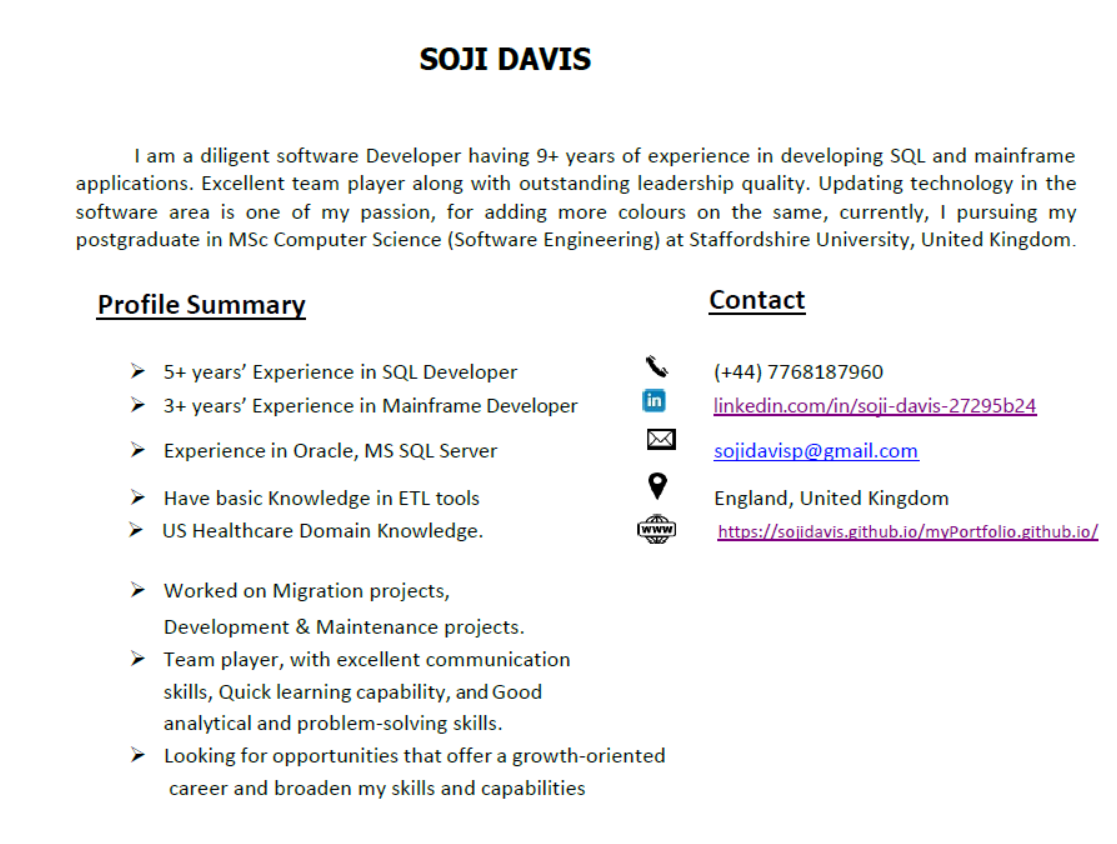 SOJI DAVIS
I am a diligent software Developer having 9+ years of experience in developing SQL and mainframe
applications. Excellent team player along with outstanding leadership quality. Updating technology in the
software area is one of my passion, for adding more colours on the same, currently, I pursuing my
postgraduate in MSc Computer Science (Software Engineering) at Staffordshire University, United Kingdom.
Profile Summary
5+ years’ Experience in SQL Developer
3+ years’ Experience in Mainframe Developer
Experience in Oracle, MS SQL Server
Have basic Knowledge in ETL tools
US Healthcare Domain Knowledge.
Worked on Migration projects,
Development & Maintenance projects.
Team player, with excellent communication
skills, Quick learning capability, and Good
analytical and problem-solving skills.
Looking for opportunities that offer a growth-oriented
career and broaden my skills and capabilities
Contact
(+44) 7768187960
in
linkedin.com/in/soji-davis-27295b24
sojidavisp@gmail.com
England, United Kingdom
www
https://sojidavis.github.io/myPortfolio.github.io/